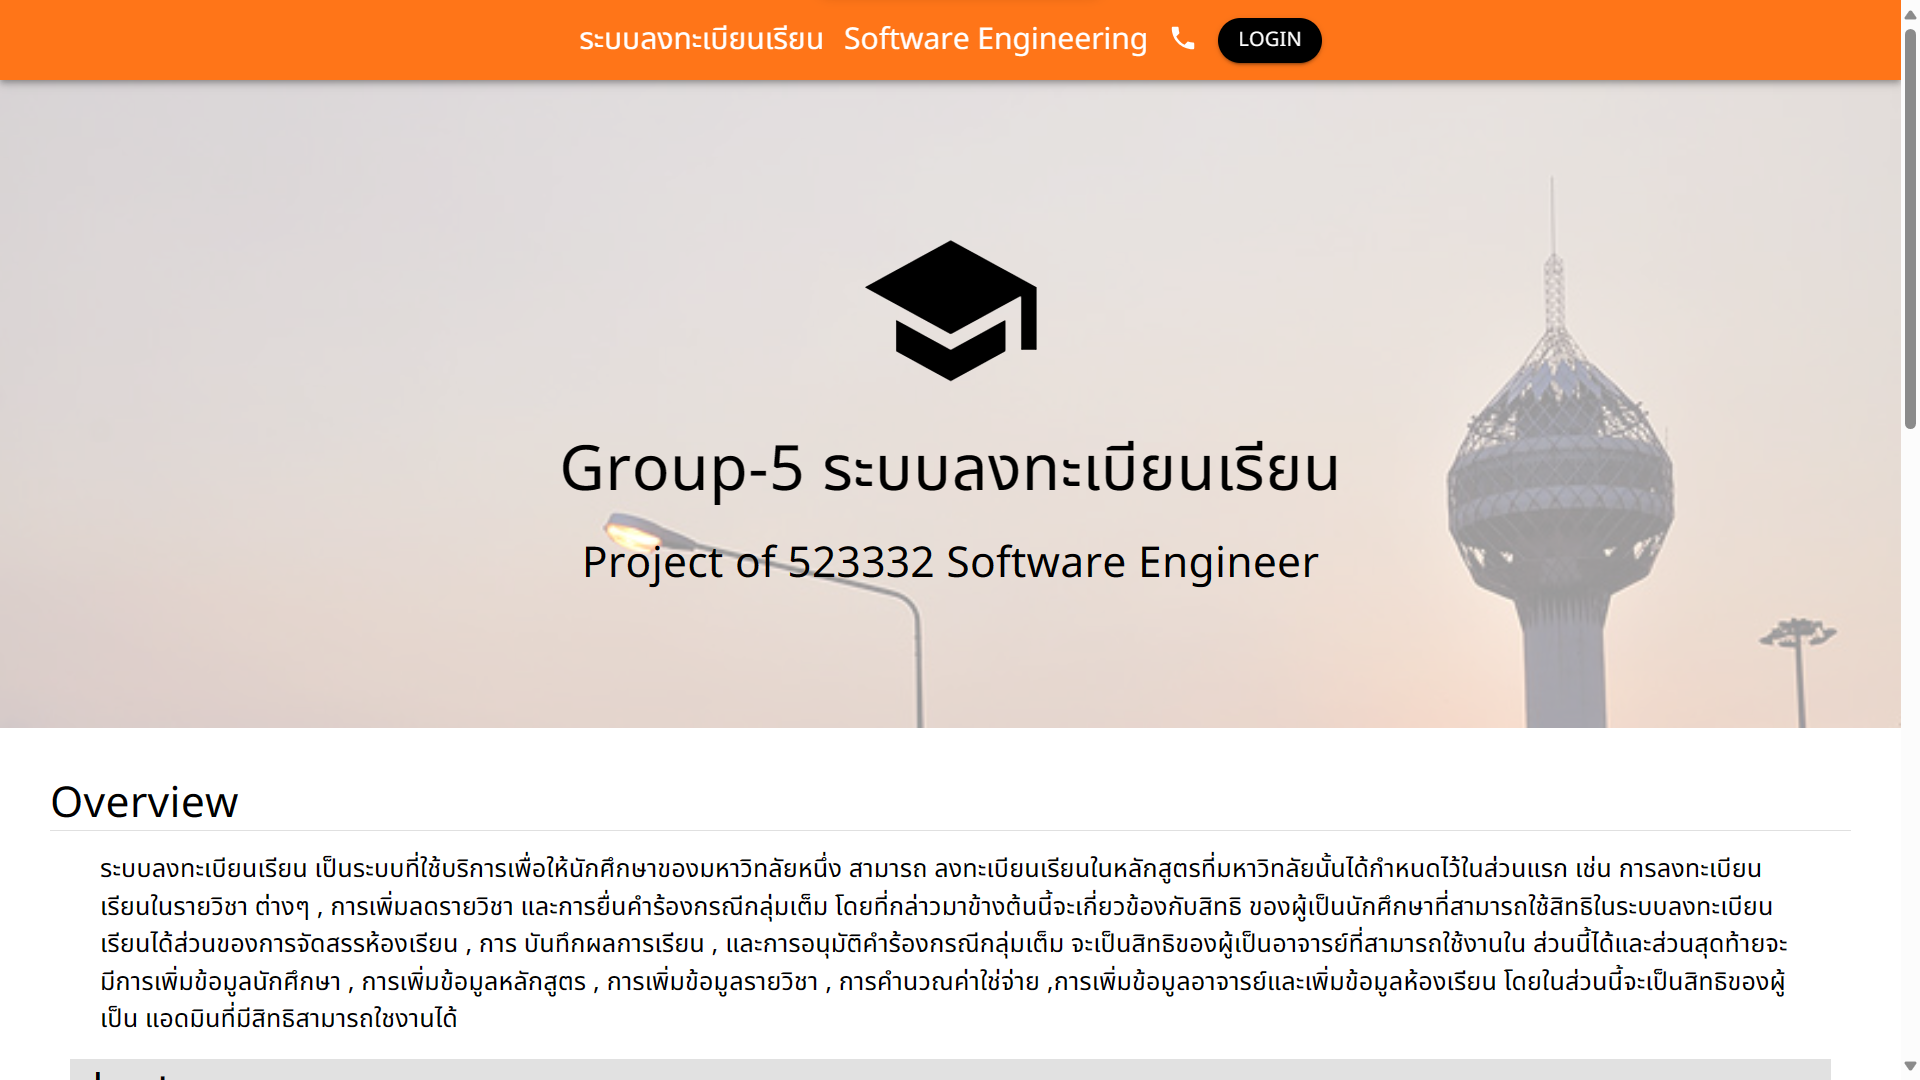 ระบบลงทะเบียนเรียน Software Engineering LOGIN
Group-5 ระบบลงทะเบียนเรียน
Project of 523332 Software Engineer
Overview
ระบบลงทะเบียนเรียน เป็นระบบที่ใช้บริการเพื่อให้นักศึกษาของมหาวิทลัยหนึ่ง สามารถ ลงทะเบียนเรียนในหลักสูตรที่มหาวิทลัยนั้นได้กำหนดไว้ในส่วนแรก เช่น การลงทะเบียน
เรียนในรายวิชา ต่างๆ , การเพิ่มลดรายวิชา และการยื่นคำร้องกรณีกลุ่มเต็ม โดยที่กล่าวมาข้างต้นนี้จะเกี่ยวข้องกับสิทธิ ของผู้เป็นนักศึกษาที่สามารถใช้สิทธิในระบบลงทะเบียน
เรียนได้ส่วนของการจัดสรรห้องเรียน , การ บันทึกผลการเรียน , และการอนุมัติคำร้องกรณีกลุ่มเต็ม จะเป็นสิทธิของผู้เป็นอาจารย์ที่สามารถใช้งานใน ส่วนนี้ได้และส่วนสุดท้ายจะ
มีการเพิ่มข้อมูลนักศึกษา , การเพิ่มข้อมูลหลักสูตร , การเพิ่มข้อมูลรายวิชา , การคำนวณค่าใช่จ่าย ,การเพิ่มข้อมูลอาจารย์และเพิ่มข้อมูลห้องเรียน โดยในส่วนนี้จะเป็นสิทธิของผู้
เป็น แอดมินที่มีสิทธิสามารถใชงานได้